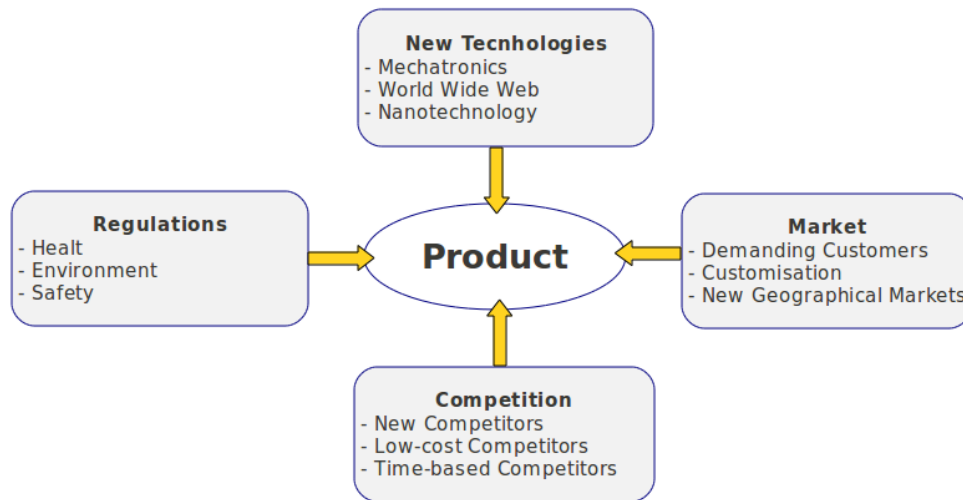 New Tecnhologies
- Mechatronics
- World Wide Web
- Nanotechnology
Regulations
- Healt
- Environment
- Safety
Product
Market
- Demanding Customers
- Customisation
- New Geographical Markets
Competition
- New Competitors
- Low-cost Competitors
- Time-based Competitors